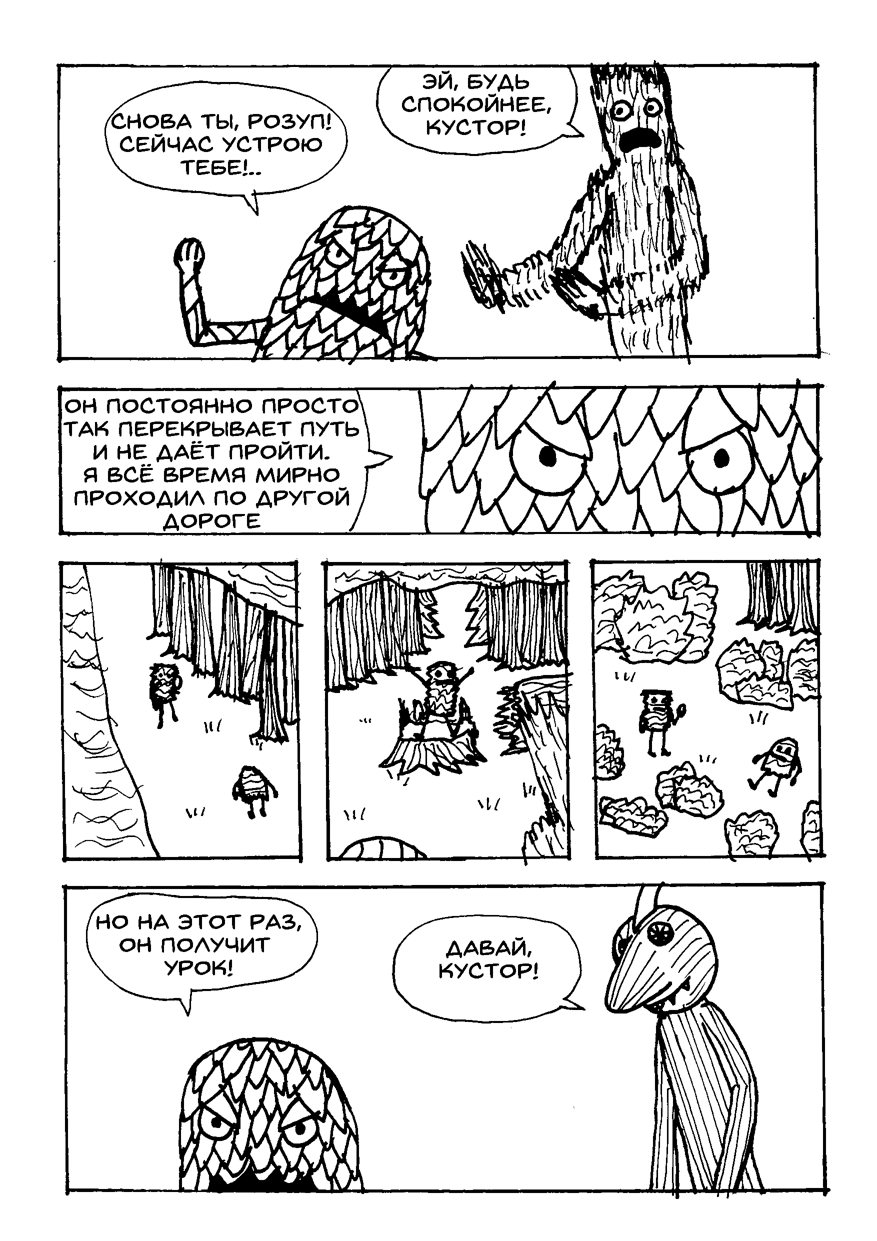 СНОВА ТЫ, РОЗУП!
СЕЙЧАС УСТРОЮ
ТЕБЕ!..
ЭЙ, БУДЬ
СПОКОЙНЕЕ,
КУСТОР!
ОН ПОСТОЯННО ПРОСТО
ТАК ПЕРЕКРЫВАЕТ ПУТЬ
И НЕ ДАЁТ ПРОЙТИ.
Я ВСЁ ВРЕМЯ МИРНО
ПРОХОДИЛ ПО ДРУГОЙ
ДОРОГЕ
НО НА ЭТОТ РАЗ,
ОН ПОЛУЧИТ
УРОК!
ДАВАЙ,
КУСТОР!